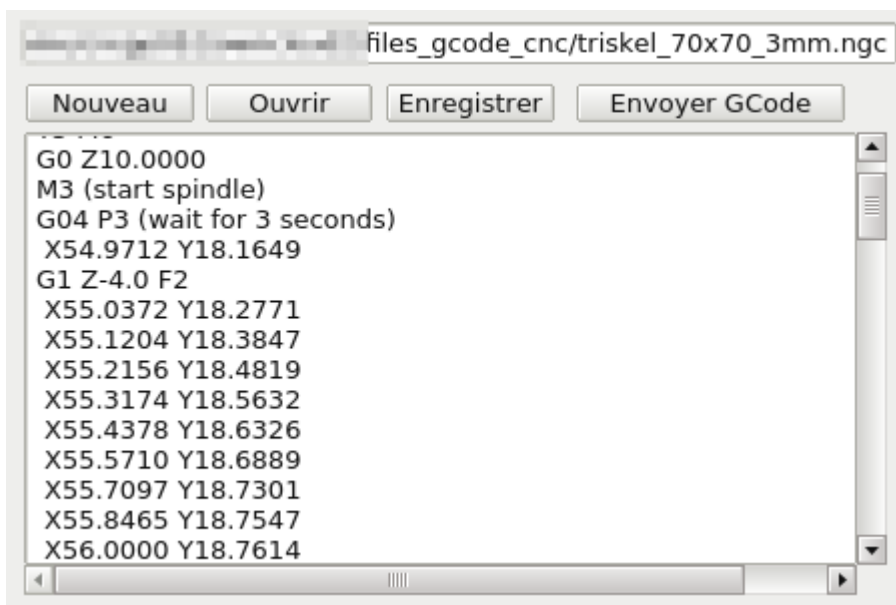 files_gcode_cnc/triskel_70x70_3mm.ngc
Nouveau Ouvrir Enregistrer Envoyer GCode
G0 Z10.0000
M3 (start spindle)
G04 P3 (wait for 3 seconds)
X54.9712 Y18.1649
G1 Z-4.0 F2
X55.0372 Y18.2771
X55.1204 Y18.3847
X55.2156 Y18.4819
X55.3174 Y18.5632
X55.4378 Y18.6326
X55.5710 Y18.6889
X55.7097 Y18.7301
X55.8465 Y18.7547
X56.0000 Y18.7614